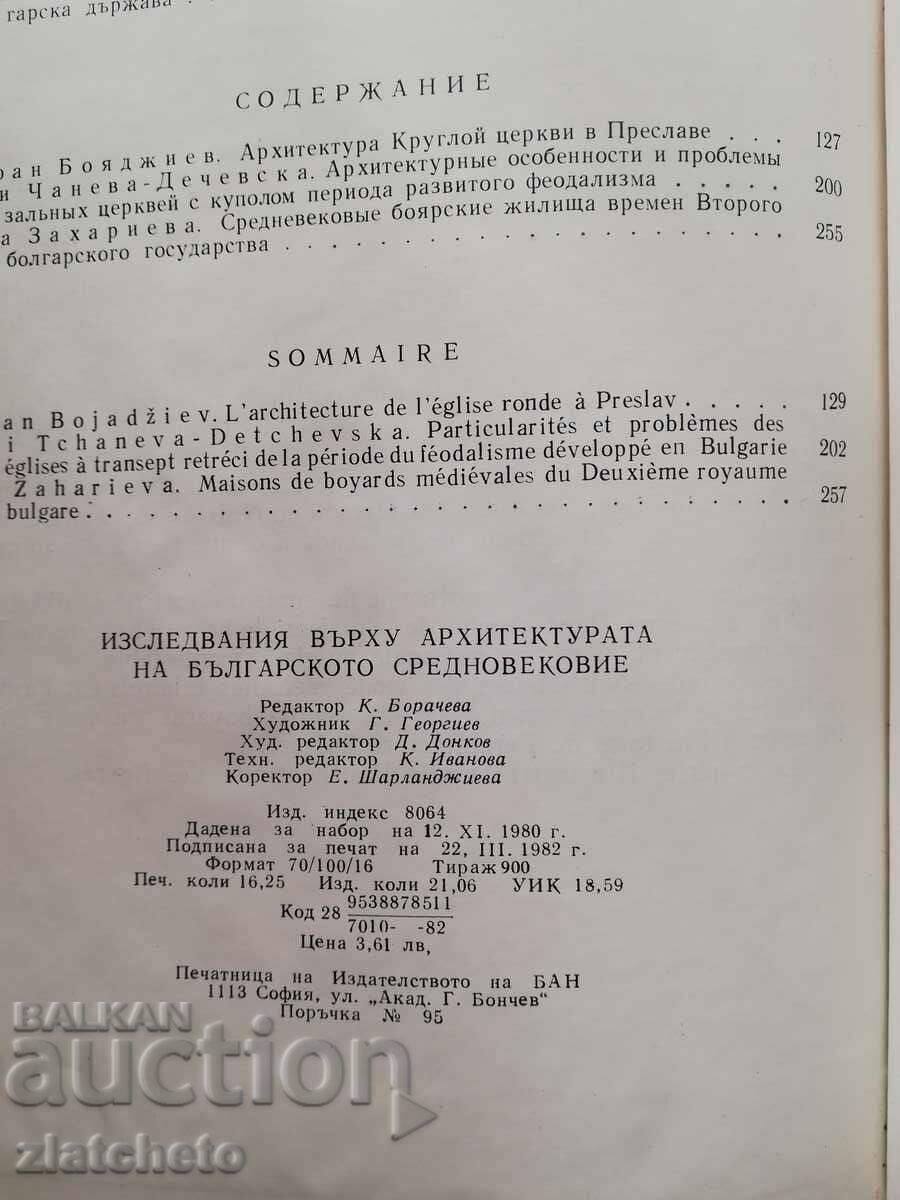 гарска държава . .
СОДЕРЖАНИЕ
ян Бояджиев. Архитектура Круглой церкви в Преславе . . . 127
и Чанева-Дечевска. Архитектурные особенности и проблемы
зальных церквей с куполом периода развитого феодализма . . . . . 200
а Захариева. Средневековые боярские жилища времен Второго
болгарского государства . . . . . . . . . . . . . . . . . . . . 255
SOMMAIRE
an Bojadžiev. L'architecture de l'église ronde à Preslav . . . . . 129
i Tchaneva-Detchevska. Particularités et problèmes des
églises à transept retréci de la période du féodalisme développé en Bulgarie 202
Zaharieva. Maisons de boyards médiévales du Deuxième royaume
bulgare . . . . . . . . . . . . . . . . . . . . . . . . . . 257
ИЗСЛЕДВАНИЯ ВЪРХУ АРХИТЕКТУРАТА
НА БЪЛГАРСКОТО СРЕДНОВЕКОВИЕ
Редактор К. Борачева
Художник Г. Георгиев
Худ. редактор Д. Донков
Техн. редактор К. Иванова
Коректор Е. Шарланджиева
Изд. индекс 8064
Дадена за набор на 12. XI. 1980 г.
Подписана за печат на 22, III. 1982 г.
Формат 70/100/16 Тираж 900
Печ. коли 16,25 Изд. коли 21,06 УИК 18,59
Код 28 9538878511
7010- -82
Цена 3,61 лв,
Печатница на Издателството на БАН
1113 София, ул. „Акад. Г. Бончев"
Поръчка № 95
BALKAN
auction
zlatcheto